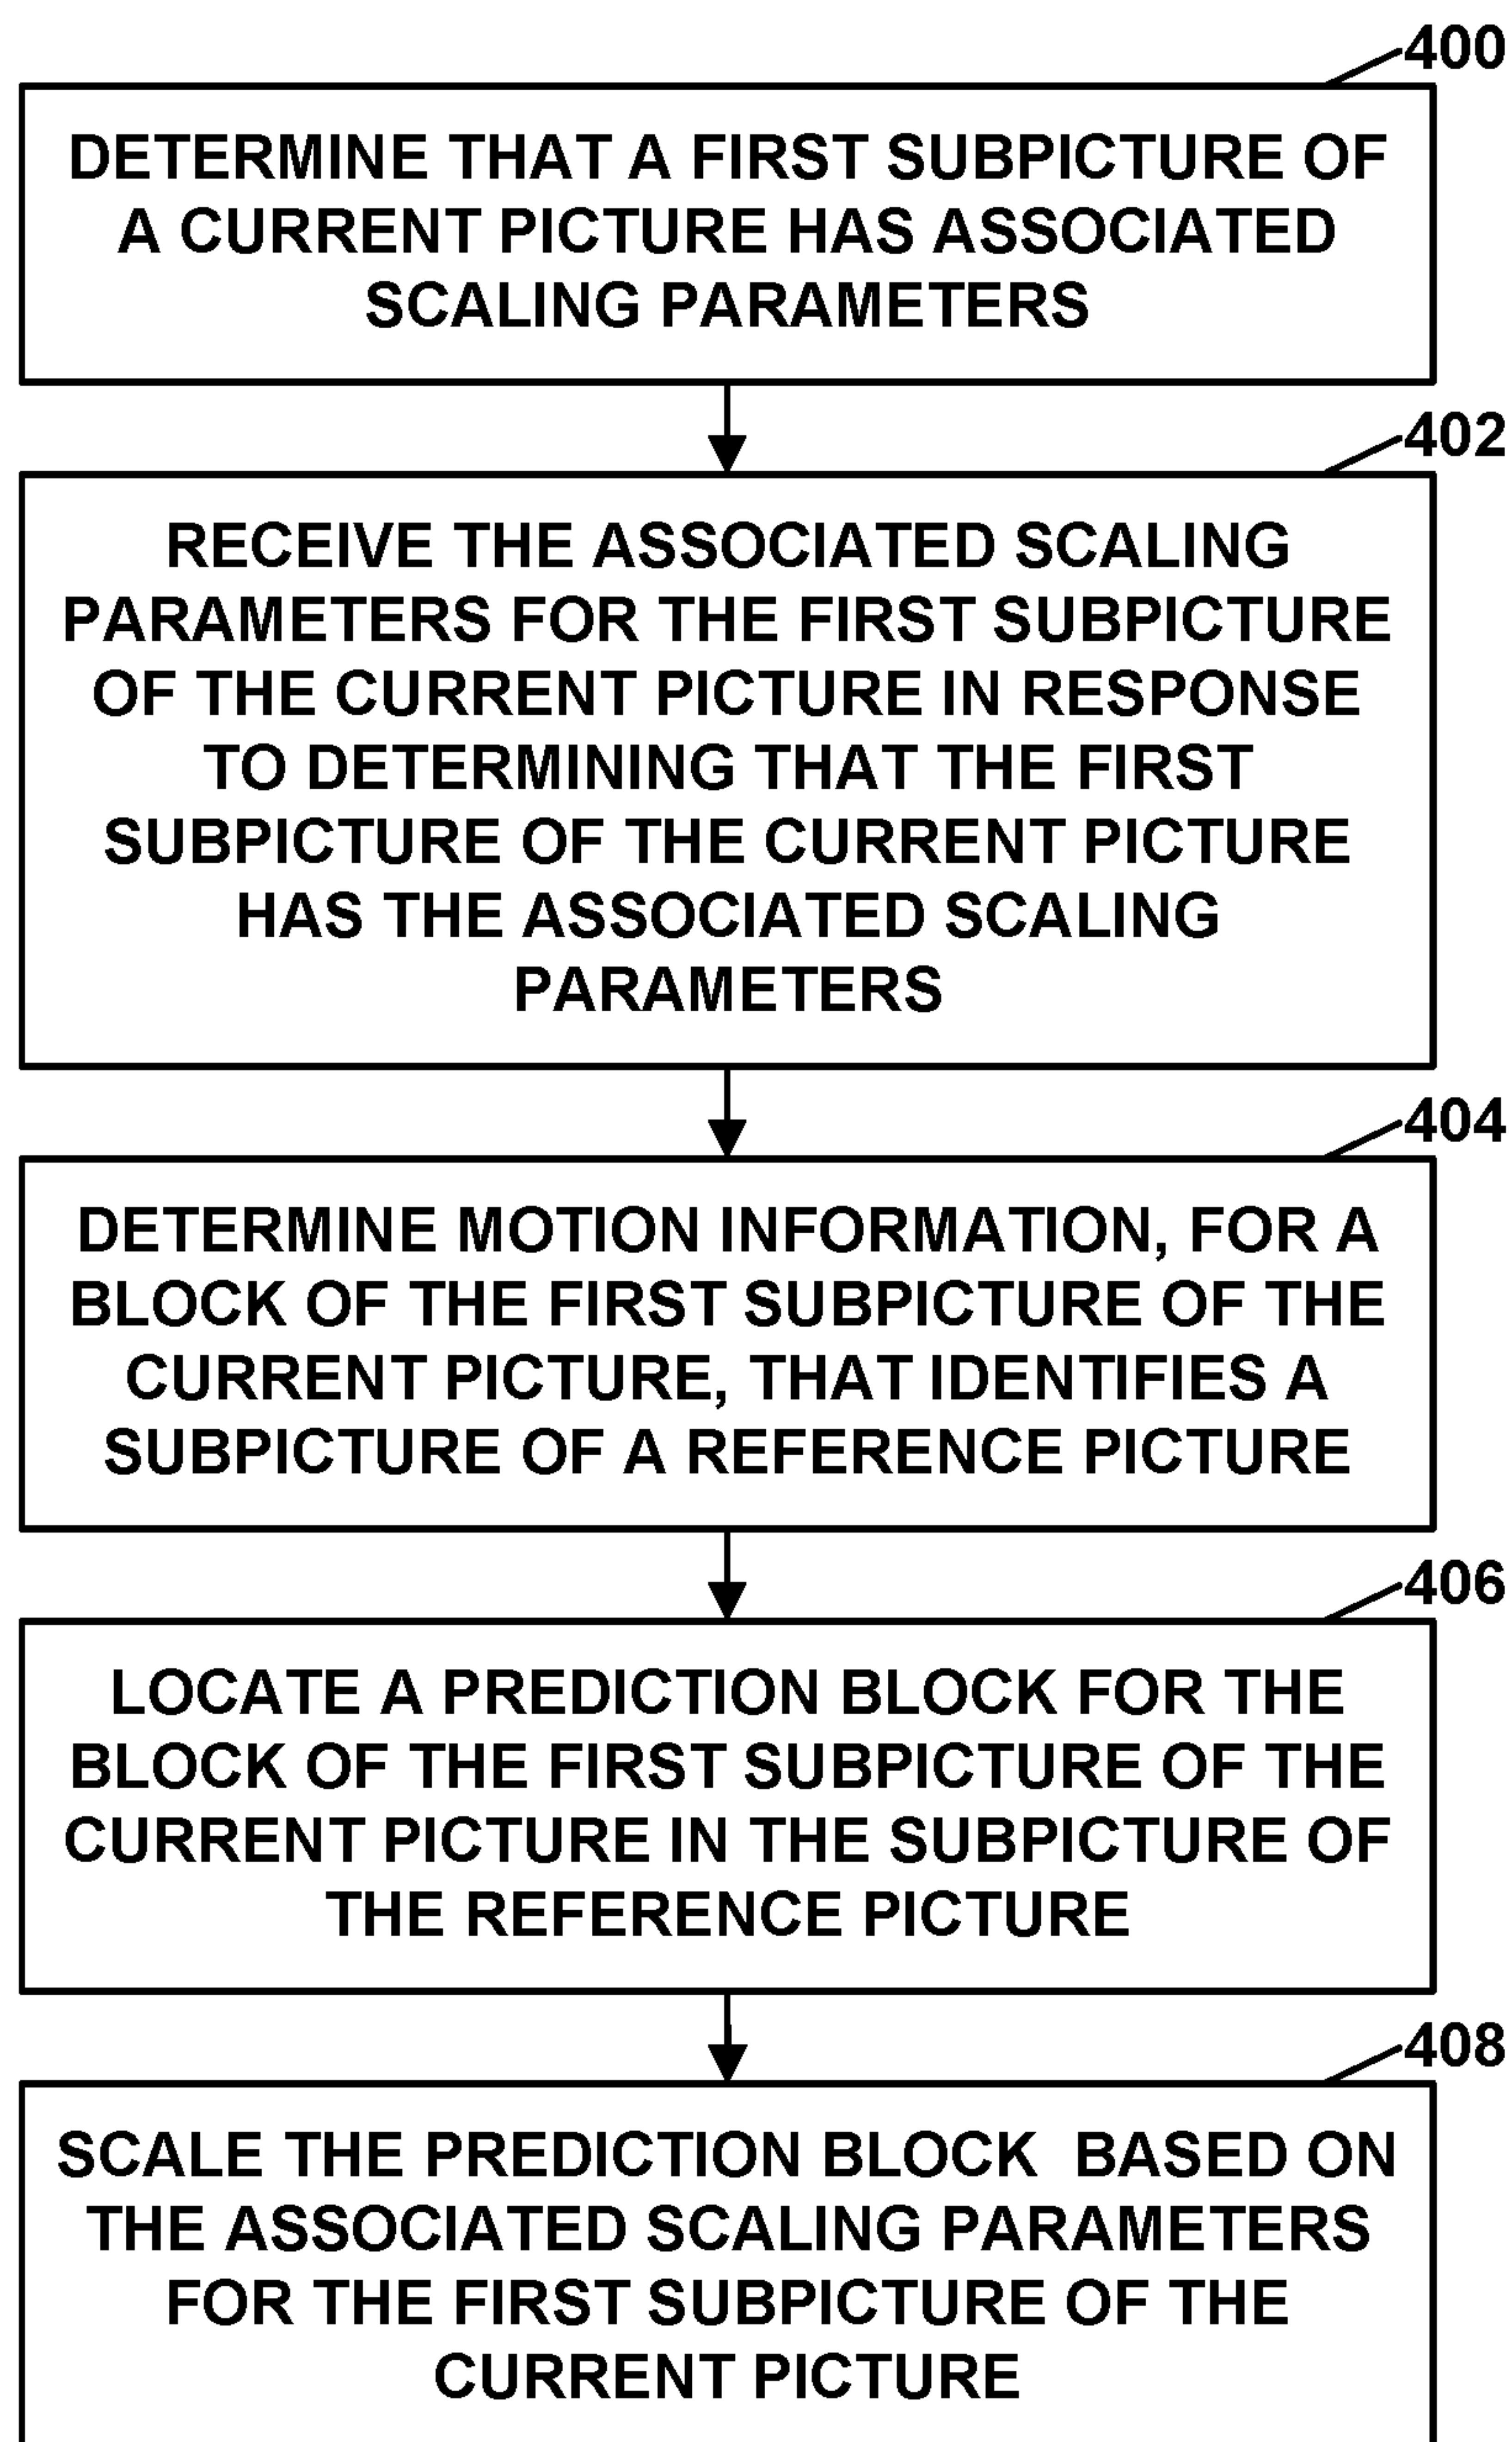 400
DETERMINE THAT A FIRST SUBPICTURE OF
A CURRENT PICTURE HAS ASSOCIATED
SCALING PARAMETERS
402
RECEIVE THE ASSOCIATED SCALING
PARAMETERS FOR THE FIRST SUBPICTURE
OF THE CURRENT PICTURE IN RESPONSE
TO DETERMINING THAT THE FIRST
SUBPICTURE OF THE CURRENT PICTURE
HAS THE ASSOCIATED SCALING
PARAMETERS
404
DETERMINE MOTION INFORMATION, FOR A
BLOCK OF THE FIRST SUBPICTURE OF THE
CURRENT PICTURE, THAT IDENTIFIES A
SUBPICTURE OF A REFERENCE PICTURE
406
LOCATE A PREDICTION BLOCK FOR THE
BLOCK OF THE FIRST SUBPICTURE OF THE
CURRENT PICTURE IN THE SUBPICTURE OF
THE REFERENCE PICTURE
408
SCALE THE PREDICTION BLOCK BASED ON
THE ASSOCIATED SCALING PARAMETERS
FOR THE FIRST SUBPICTURE OF THE
CURRENT PICTURE